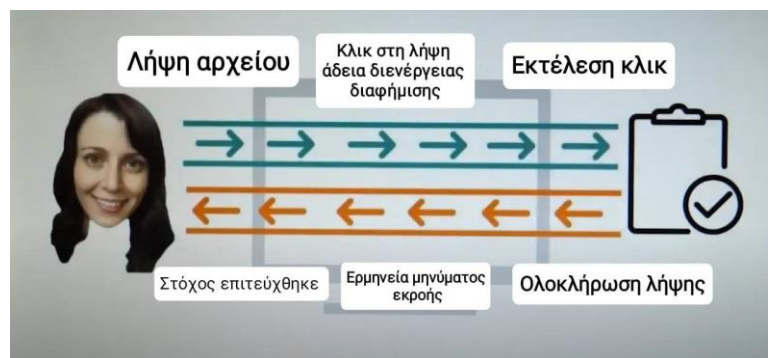 Λήψη αρχείου
Κλικ στη λήψη
άδεια διενέργειας
διαφήμισης
Εκτέλεση κλικ
Στόχος επιτεύχθηκε
Ερμηνεία μηνύματος
εκροής
Ολοκλήρωση λήψης